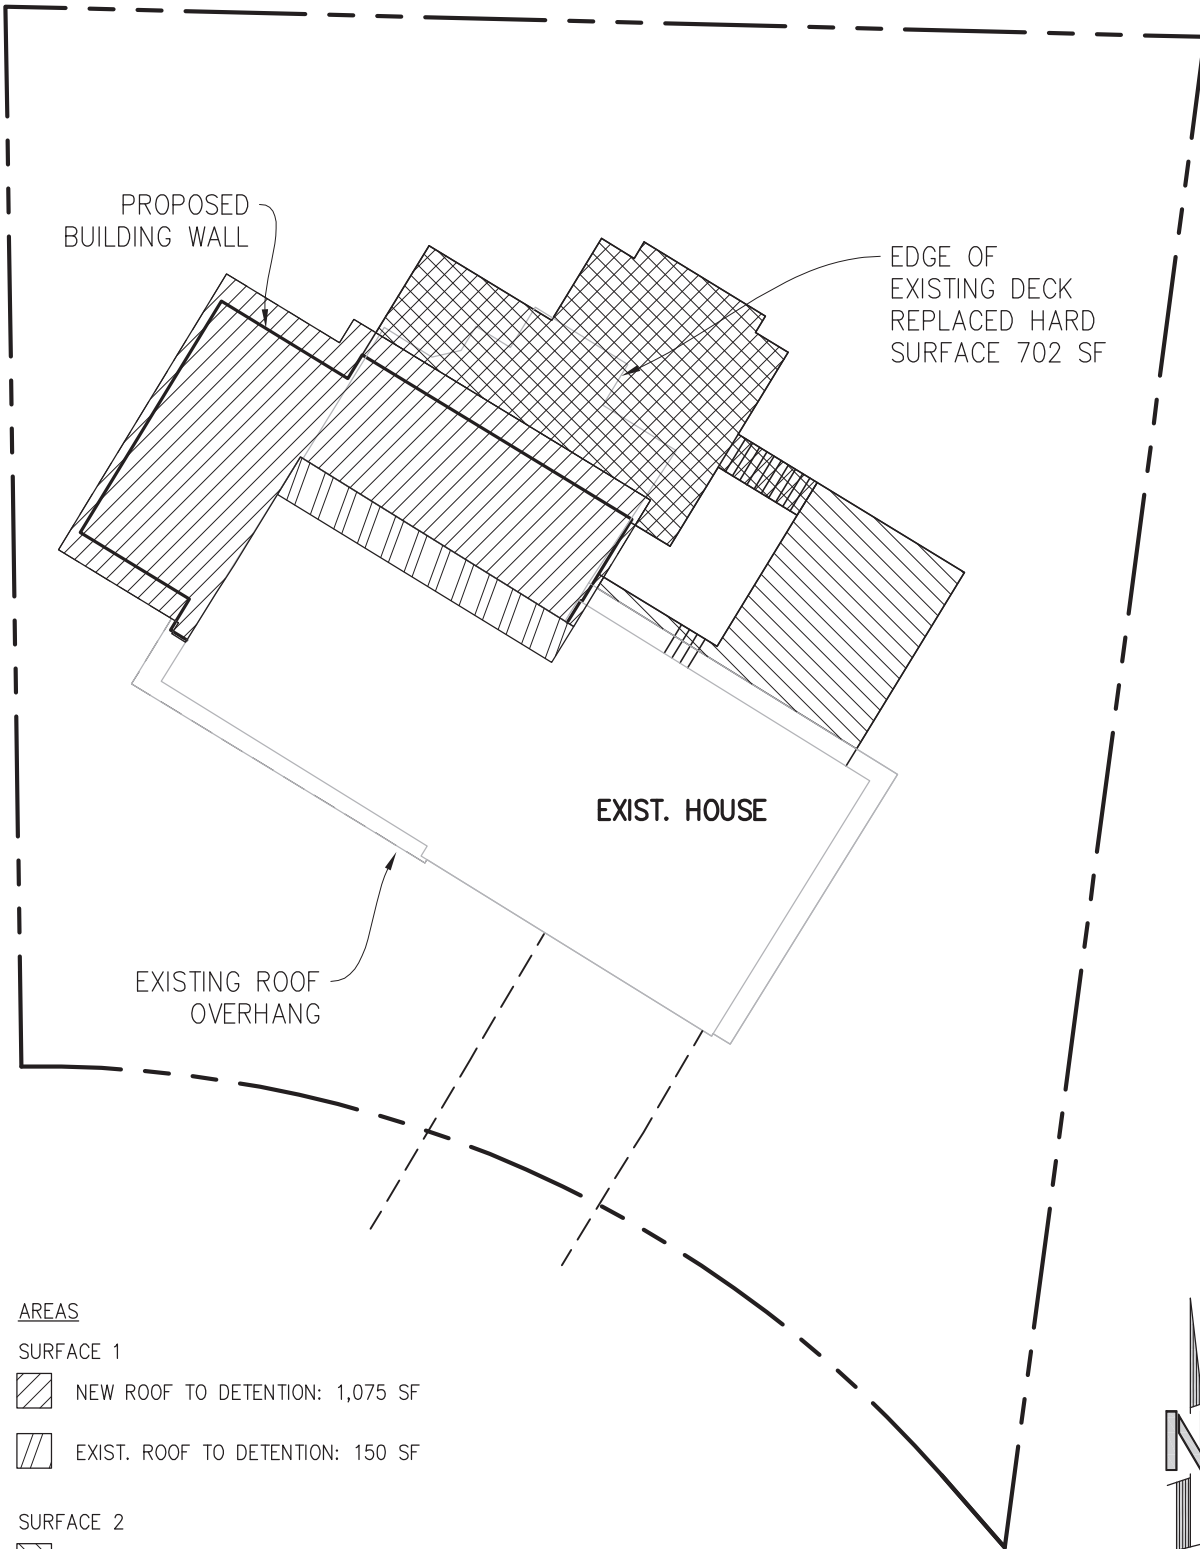 PROPOSED
BUILDING WALL
EDGE OF
EXISTING DECK
REPLACED HARD
SURFACE 702 SF
EXIST. HOUSE
EXISTING ROOF
OVERHANG
AREAS
SURFACE 1
NEW ROOF TO DETENTION: 1,075 SF
EXIST. ROOF TO DETENTION: 150 SF
SURFACE 2